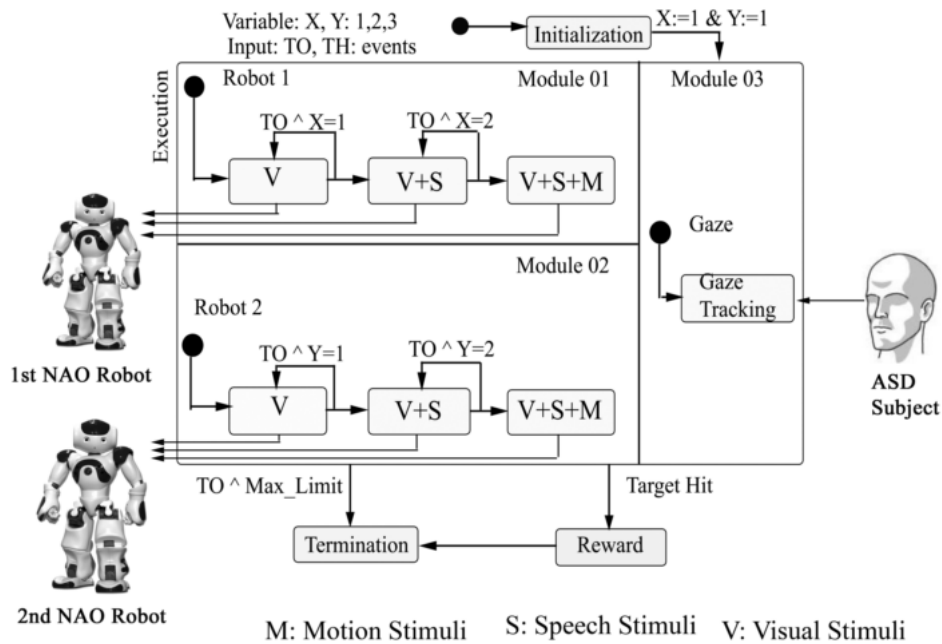 Variable: X, Y: 1,2,3
Input: TO, TH: events
Initialization
X:=1 & Y:=1
Execution
Robot 1
Module 01
Module 03
TO ^ X=1
TO ^ X=2
V
V+S
V+S+M
Module 02
Gaze
Gaze
Tracking
Robot 2
TO ^ Y=1
TO ^ Y=2
V
V+S
V+S+M
1st NAO Robot
ASD
Subject
TO ^ Max_Limit
Target Hit
Termination
Reward
2nd NAO Robot
M: Motion Stimuli
S: Speech Stimuli
V: Visual Stimuli